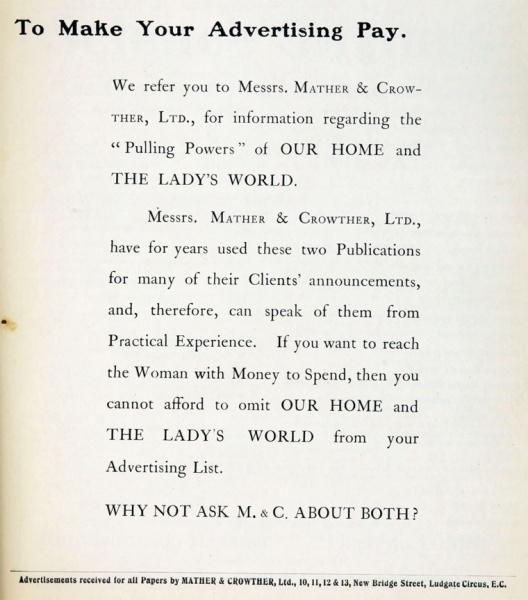 To Make Your Advertising Pay.
We refer you to Messrs. Mather & Crow-
ther, Ltd., for information regarding the
“Pulling Powers” of OUR HOME and
THE LADY'S WORLD.
Messrs. Mather & Crowther, Ltd.,
have for years used these two Publications
for many of their Clients' announcements,
and, therefore, can speak of them from
Practical Experience. If you want to reach
the Woman with Money to Spend, then you
cannot afford to omit OUR HOME and
THE LADY'S WORLD from your
Advertising List.
WHY NOT ASK M. & C. ABOUT BOTH?
Advertisements received for all Papers by MATHER & CROWTHER, Ltd., 10, 11, 12 & 13, New Bridge Street, Ludgate Circus, E.C.